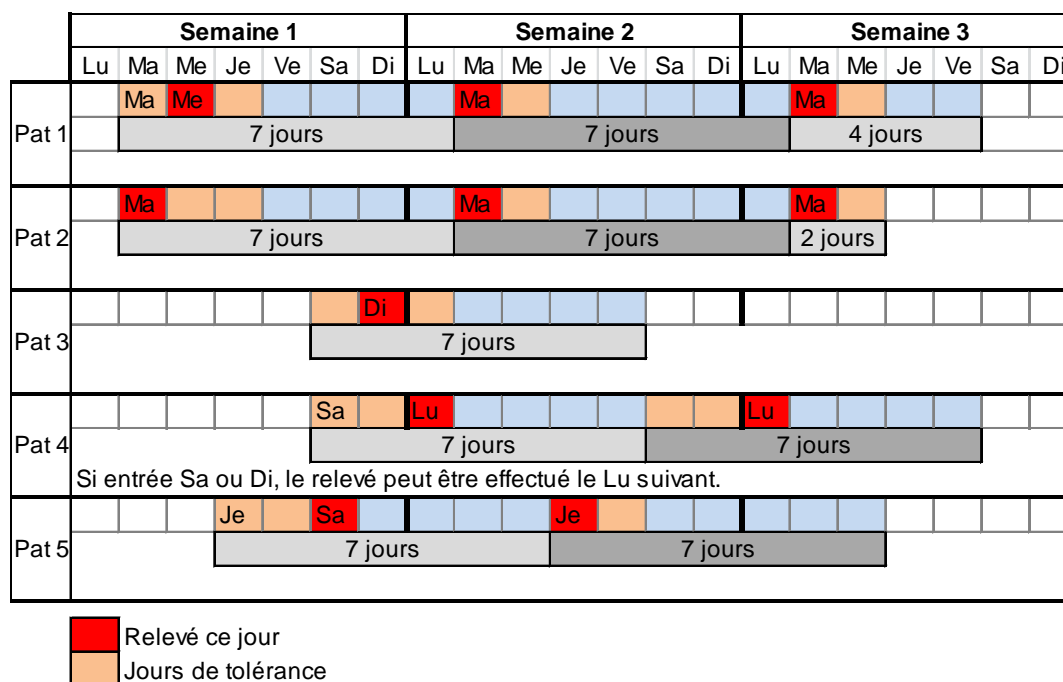 Semaine 1 Semaine 2 Semaine 3
Lu Ma Me Je Ve Sa Di Lu Ma Me Je Ve Sa Di Lu Ma Me Je Ve Sa Di
Ma Me Ma Ma
Pat 1 7 jours 7 jours 4 jours
Ma Ma Ma
Pat 2 7 jours 7 jours 2 jours
Di
Pat 3 7 jours
Sa Lu Lu
Pat 4 7 jours 7 jours
Si entrée Sa ou Di, le relevé peut être effectué le Lu suivant.
Je Sa Je
Pat 5 7 jours 7 jours
Relevé ce jour
Jours de tolérance